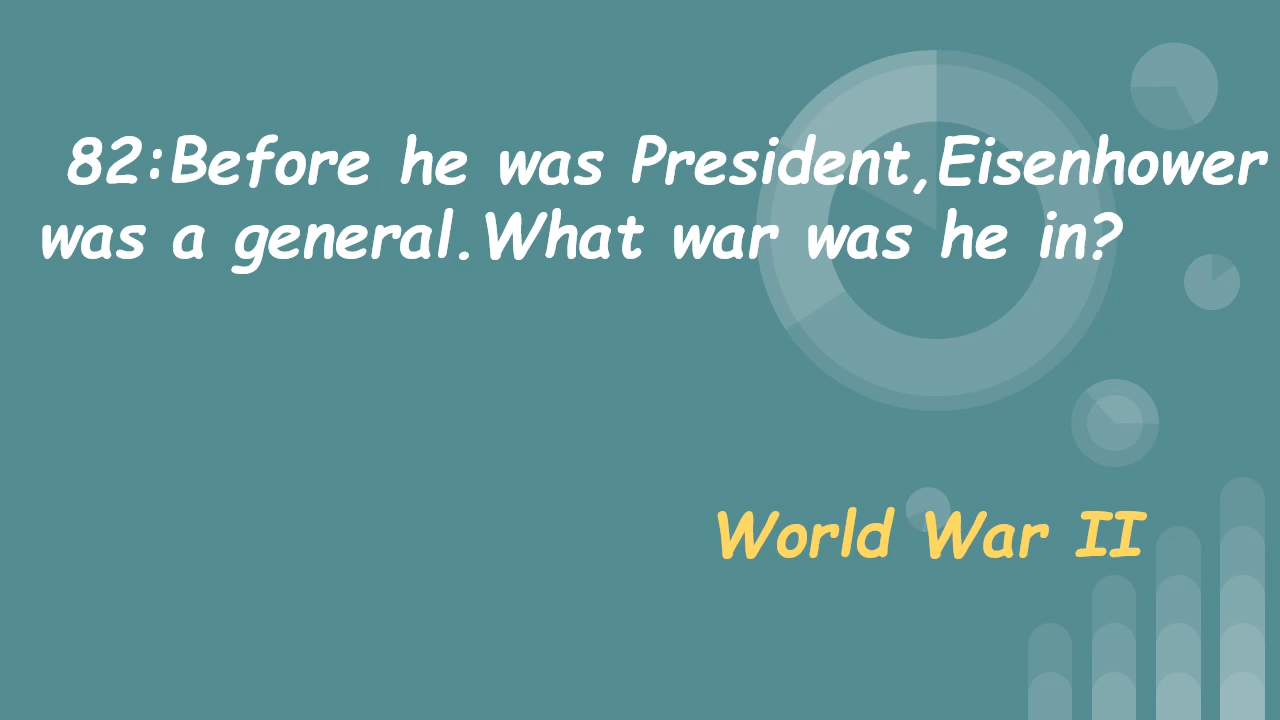 82:Before he was President,Eisenhower
was a general.What war was he in?
World War II